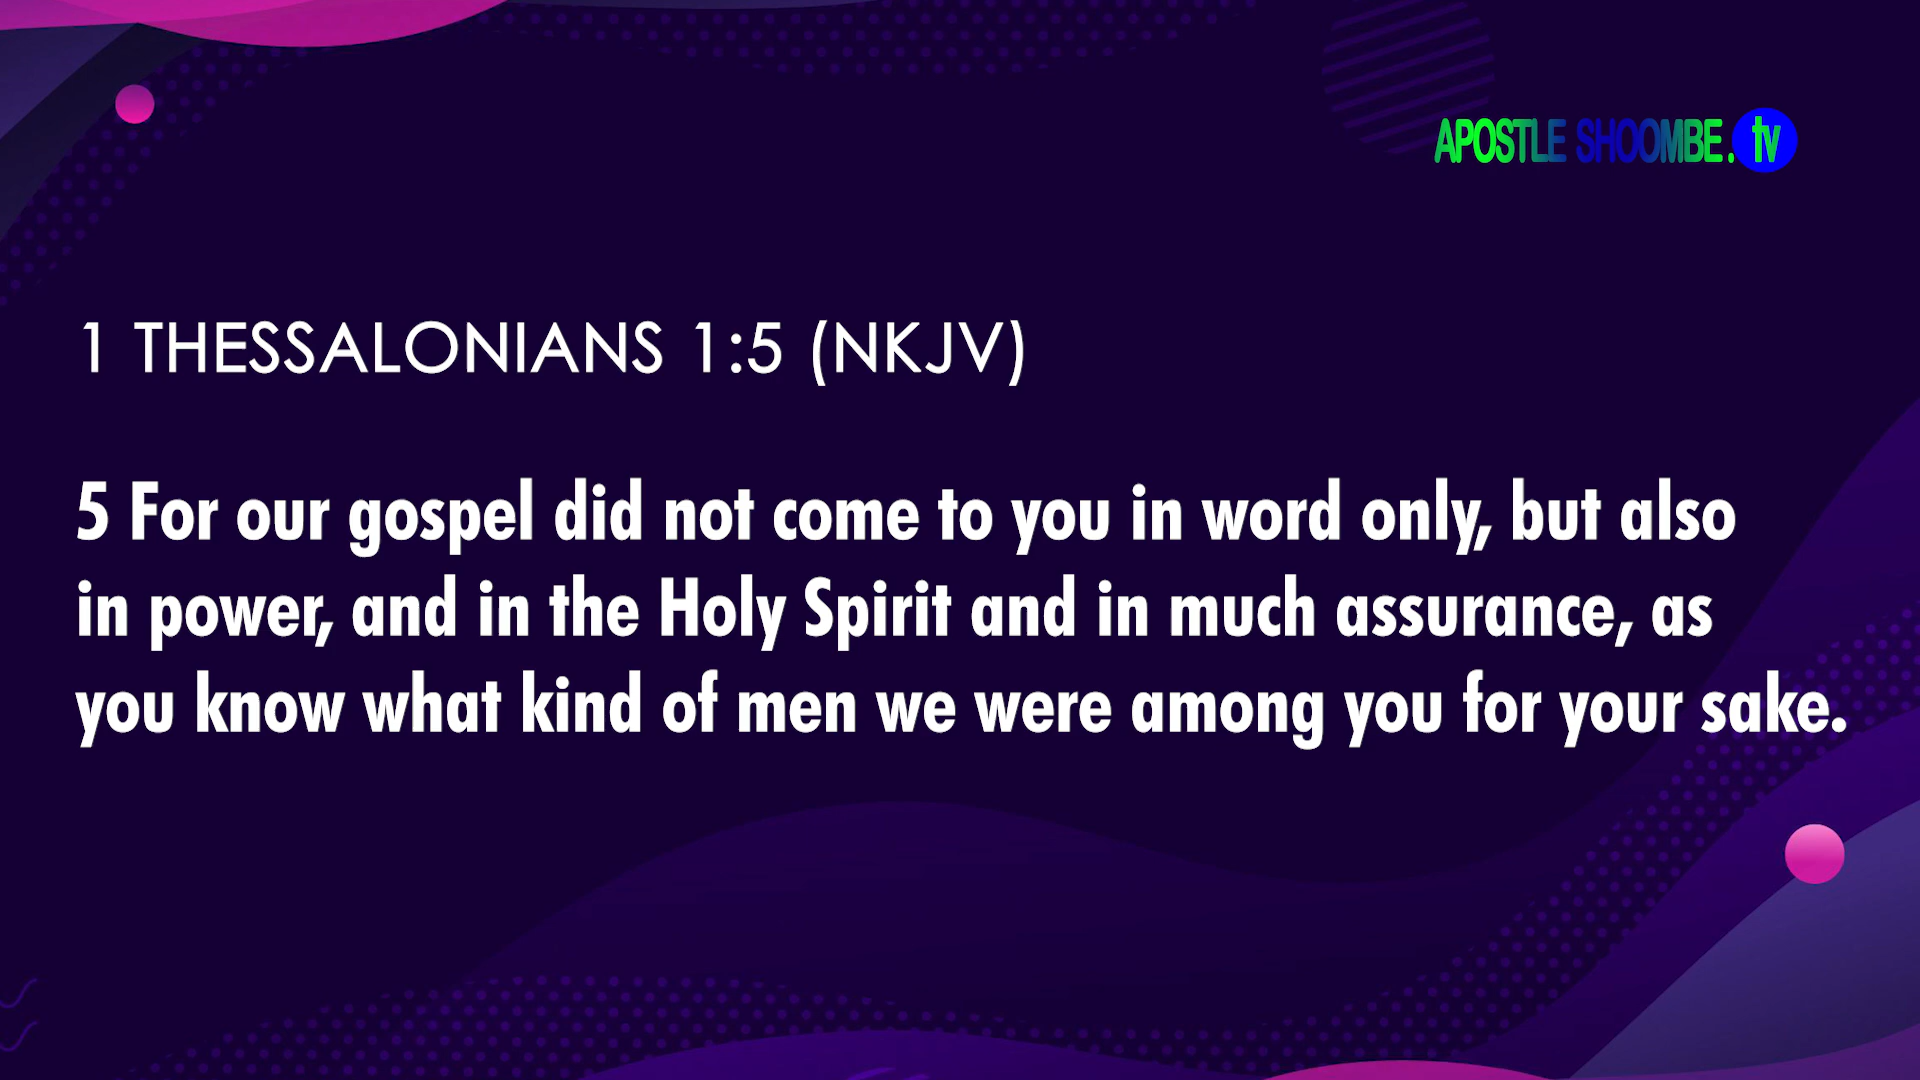 APOSTLE SHOOMBE.tv
1 THESSALONIANS 1:5 (NKJV)
5 For our gospel did not come to you in word only, but also
in power, and in the Holy Spirit and in much assurance, as
you know what kind of men we were among you for your sake.